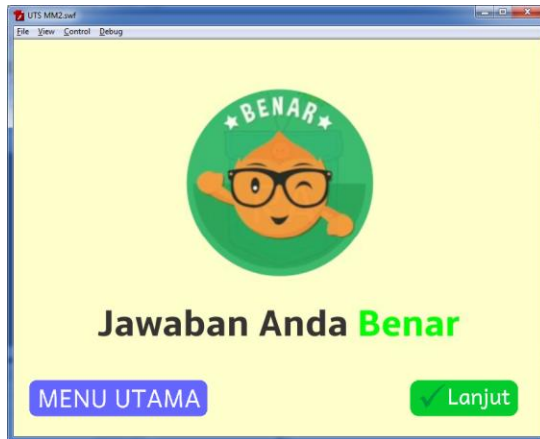 UTS MM2.swf
File View Control Debug
BENAR
Jawaban Anda Benar
MENU UTAMA
Lanjut